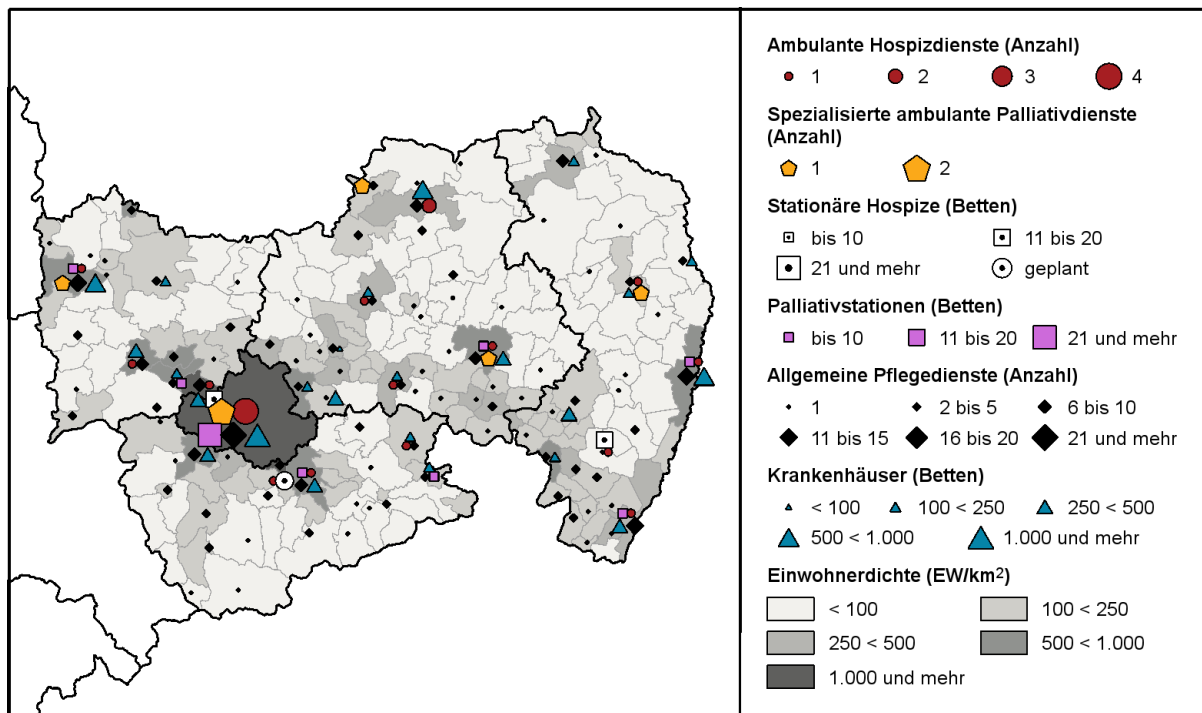 Ambulante Hospizdienste (Anzahl)
1 2 3 4
Spezialisierte ambulante Palliativdienste
(Anzahl)
1 2
Stationäre Hospize (Betten)
bis 10 11 bis 20
21 und mehr geplant
Palliativstationen (Betten)
bis 10 11 bis 20 21 und mehr
Allgemeine Pflegedienste (Anzahl)
1 2 bis 5 6 bis 10
11 bis 15 16 bis 20 21 und mehr
Krankenhäuser (Betten)
< 100 100 < 250 250 < 500
500 < 1.000 1.000 und mehr
Einwohnerdichte (EW/km²)
< 100 100 < 250
250 < 500 500 < 1.000
1.000 und mehr